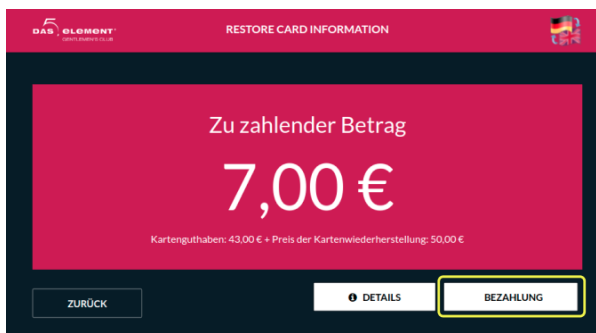 5
DAS ELEMENT
GENTLEMEN'S CLUB
RESTORE CARD INFORMATION
Zu zahlender Betrag
7,00 €
Kartenguthaben: 43,00 € + Preis der Kartenwiederherstellung: 50,00 €
ZURÜCK
DETAILS
BEZAHLUNG